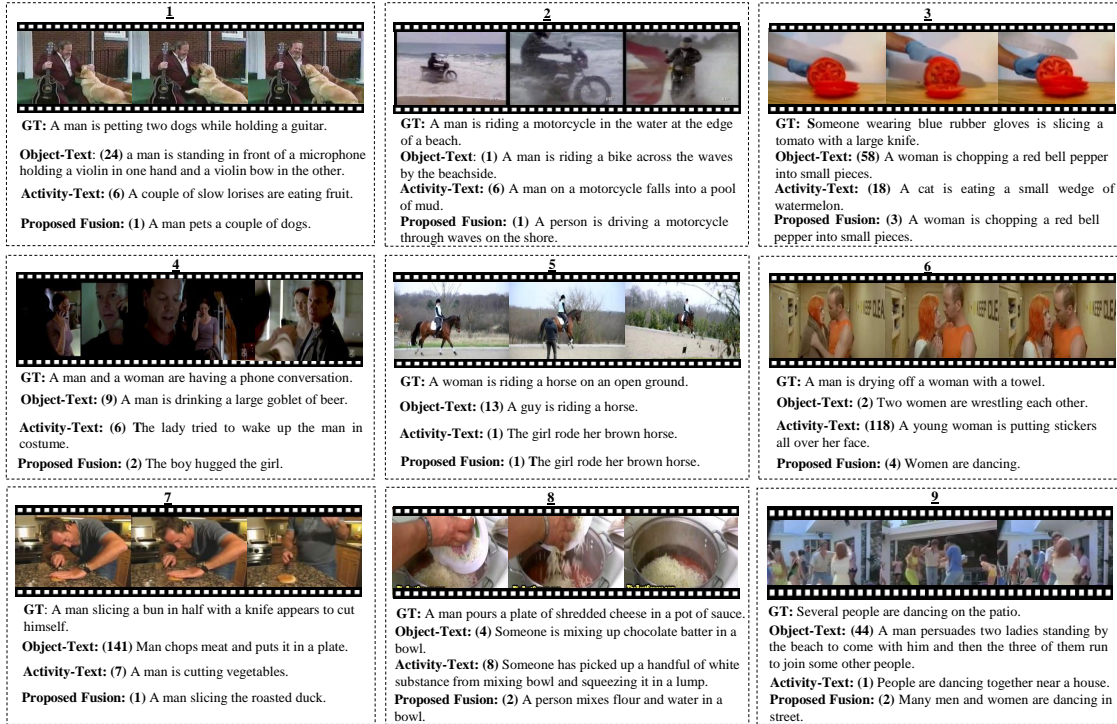 1
GT: A man is petting two dogs while holding a guitar.
Object-Text: (24) a man is standing in front of a microphone
holding a violin in one hand and a violin bow in the other.
Activity-Text: (6) A couple of slow lorises are eating fruit.
Proposed Fusion: (1) A man pets a couple of dogs.
2
GT: A man is riding a motorcycle in the water at the edge
of a beach.
Object-Text: (1) A man is riding a bike across the waves
by the beachside.
Activity-Text: (6) A man on a motorcycle falls into a pool
of mud.
Proposed Fusion: (1) A person is driving a motorcycle
through waves on the shore.
3
GT: Someone wearing blue rubber gloves is slicing a
tomato with a large knife.
Object-Text: (58) A woman is chopping a red bell pepper
into small pieces.
Activity-Text: (18) A cat is eating a small wedge of
watermelon.
Proposed Fusion: (3) A woman is chopping a red bell
pepper into small pieces.
4
GT: A man and a woman are having a phone conversation.
Object-Text: (9) A man is drinking a large goblet of beer.
Activity-Text: (6) The lady tried to wake up the man in
costume.
Proposed Fusion: (2) The boy hugged the girl.
5
GT: A woman is riding a horse on an open ground.
Object-Text: (13) A guy is riding a horse.
Activity-Text: (1) The girl rode her brown horse.
Proposed Fusion: (1) The girl rode her brown horse.
6
KEEP CLEA
GT: A man is drying off a woman with a towel.
Object-Text: (2) Two women are wrestling each other.
Activity-Text: (118) A young woman is putting stickers
all over her face.
Proposed Fusion: (4) Women are dancing.
7
GT: A man slicing a bun in half with a knife appears to cut
himself.
Object-Text: (141) Man chops meat and puts it in a plate.
Activity-Text: (7) A man is cutting vegetables.
Proposed Fusion: (1) A man slicing the roasted duck.
8
GT: A man pours a plate of shredded cheese in a pot of sauce.
Object-Text: (4) Someone is mixing up chocolate batter in a
bowl.
Activity-Text: (8) Someone has picked up a handful of white
substance from mixing bowl and squeezing it in a lump.
Proposed Fusion: (2) A person mixes flour and water in a
bowl.
9
GT: Several people are dancing on the patio.
Object-Text: (44) A man persuades two ladies standing by
the beach to come with him and then the three of them run
to join some other people.
Activity-Text: (1) People are dancing together near a house.
Proposed Fusion: (2) Many men and women are dancing in
street.